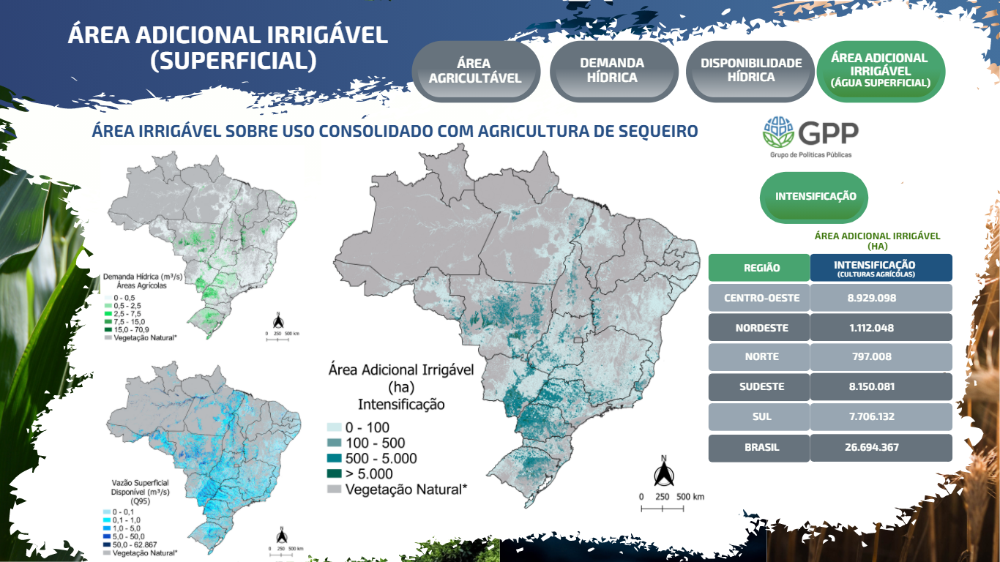 ÁREA ADICIONAL IRRIGÁVEL
(SUPERFICIAL)
ÁREA
AGRICULTÁVEL
DEMANDA
HÍDRICA
DISPONIBILIDADE
HÍDRICA
ÁREA ADICIONAL
IRRIGÁVEL
(ÁGUA SUPERFICIAL)
ÁREA IRRIGÁVEL SOBRE USO CONSOLIDADO COM AGRICULTURA DE SEQUEIRO
GPP
Grupo de Políticas Públicas
INTENSIFICAÇÃO
Demanda Hídrica (m³/s)
Áreas Agrícolas
0 - 0,5
0,5 - 2,5
2,5 - 7,5
7,5 - 15,0
15,0 - 70,9
Vegetação Natural*
N
0 250 500 km
Vazão Superficial
Disponível (m³/s)
(Q95)
0 - 0,1
0,1 - 1,0
1,0 - 5,0
5,0 - 50,0
50,0 - 62.867
Vegetação Natural*
N
0 250 500 km
Área Adicional Irrigável
(ha)
Intensificação
0 - 100
100 - 500
500 - 5.000
> 5.000
Vegetação Natural*
N
0 250 500 km
ÁREA ADICIONAL IRRIGÁVEL
(HA)
REGIÃO INTENSIFICAÇÃO
(CULTURAS AGRÍCOLAS)
CENTRO-OESTE 8.929.098
NORDESTE 1.112.048
NORTE 797.008
SUDESTE 8.150.081
SUL 7.706.132
BRASIL 26.694.367